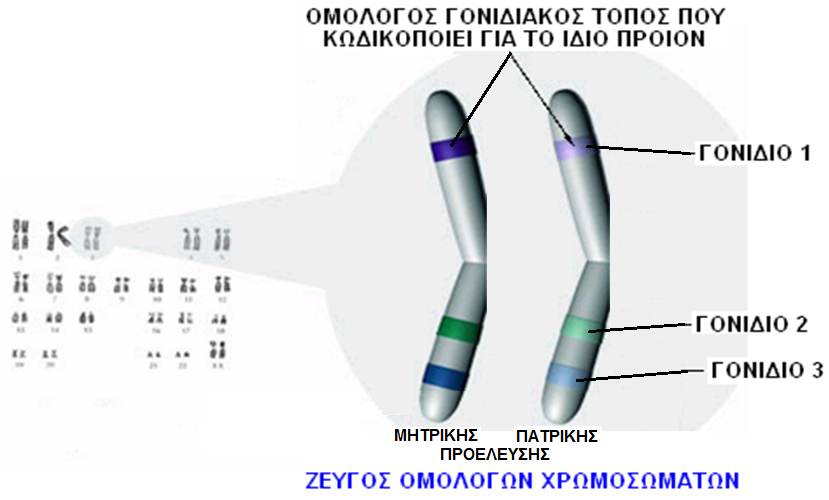 ΟΜΟΛΟΓΟΣ ΓΟΝΙΔΙΑΚΟΣ ΤΟΠΟΣ ΠΟΥ
ΚΩΔΙΚΟΠΟΙΕΙ ΓΙΑ ΤΟ ΙΔΙΟ ΠΡΟΙΟΝ
ΓΟΝΙΔΙΟ 1
ΓΟΝΙΔΙΟ 2
ΓΟΝΙΔΙΟ 3
ΜΗΤΡΙΚΗΣ ΠΑΤΡΙΚΗΣ
ΠΡΟΕΛΕΥΣΗΣ
ΖΕΥΓΟΣ ΟΜΟΛΟΓΩΝ ΧΡΩΜΟΣΩΜΑΤΩΝ